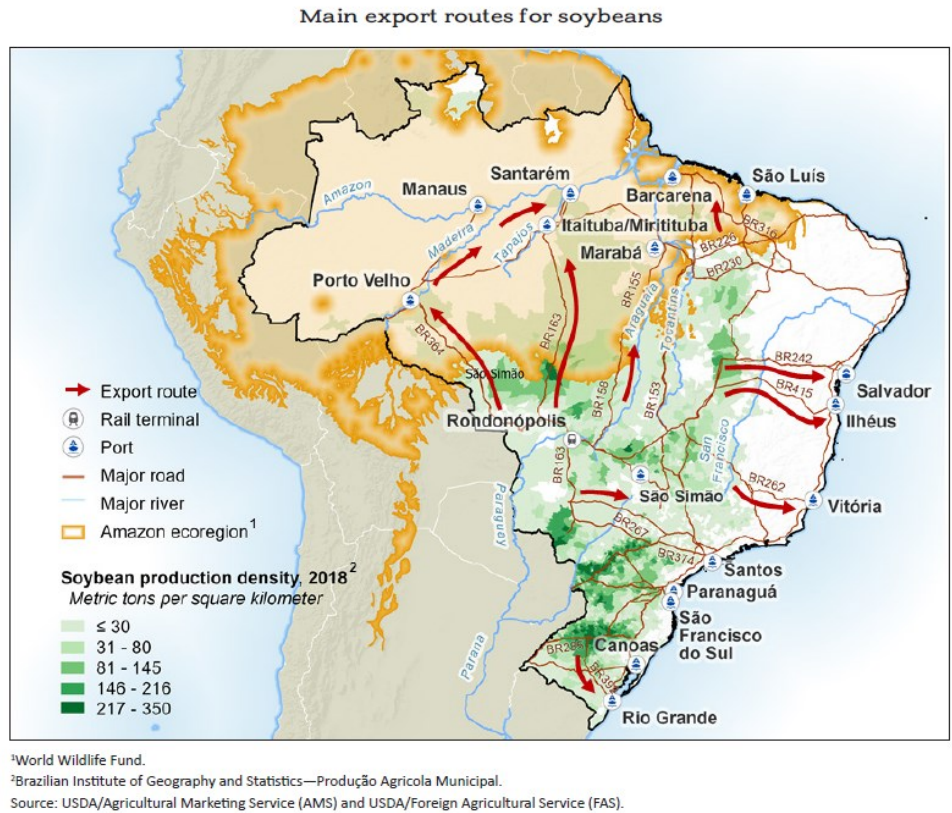 Main export routes for soybeans
Santarém
Manaus
Barcarena
São Luís
Amazon
Madeira
Tapajos
Itaituba/Miritituba
Marabá
BR316
BR226
BR230
Porto Velho
BR364
BR163
BR155
Araguaia
Tocantins
São Simão
BR158
BR153
BR242
BR415
Salvador
Ilhéus
Rondonópolis
BR163
San
Francisco
São Simão
BR262
Vitória
Paraguay
BR267
BR374
Santos
Paranaguá
São
Francisco
do Sul
Canoas
Parana
Rio Grande
Export route
Rail terminal
Port
Major road
Major river
Amazon ecoregion1
Soybean production density, 2018 2
Metric tons per square kilometer
≤ 30
31 - 80
81 - 145
146 - 216
217 - 350
1World Wildlife Fund.
2Brazilian Institute of Geography and Statistics—Produção Agricola Municipal.
Source: USDA/Agricultural Marketing Service (AMS) and USDA/Foreign Agricultural Service (FAS).